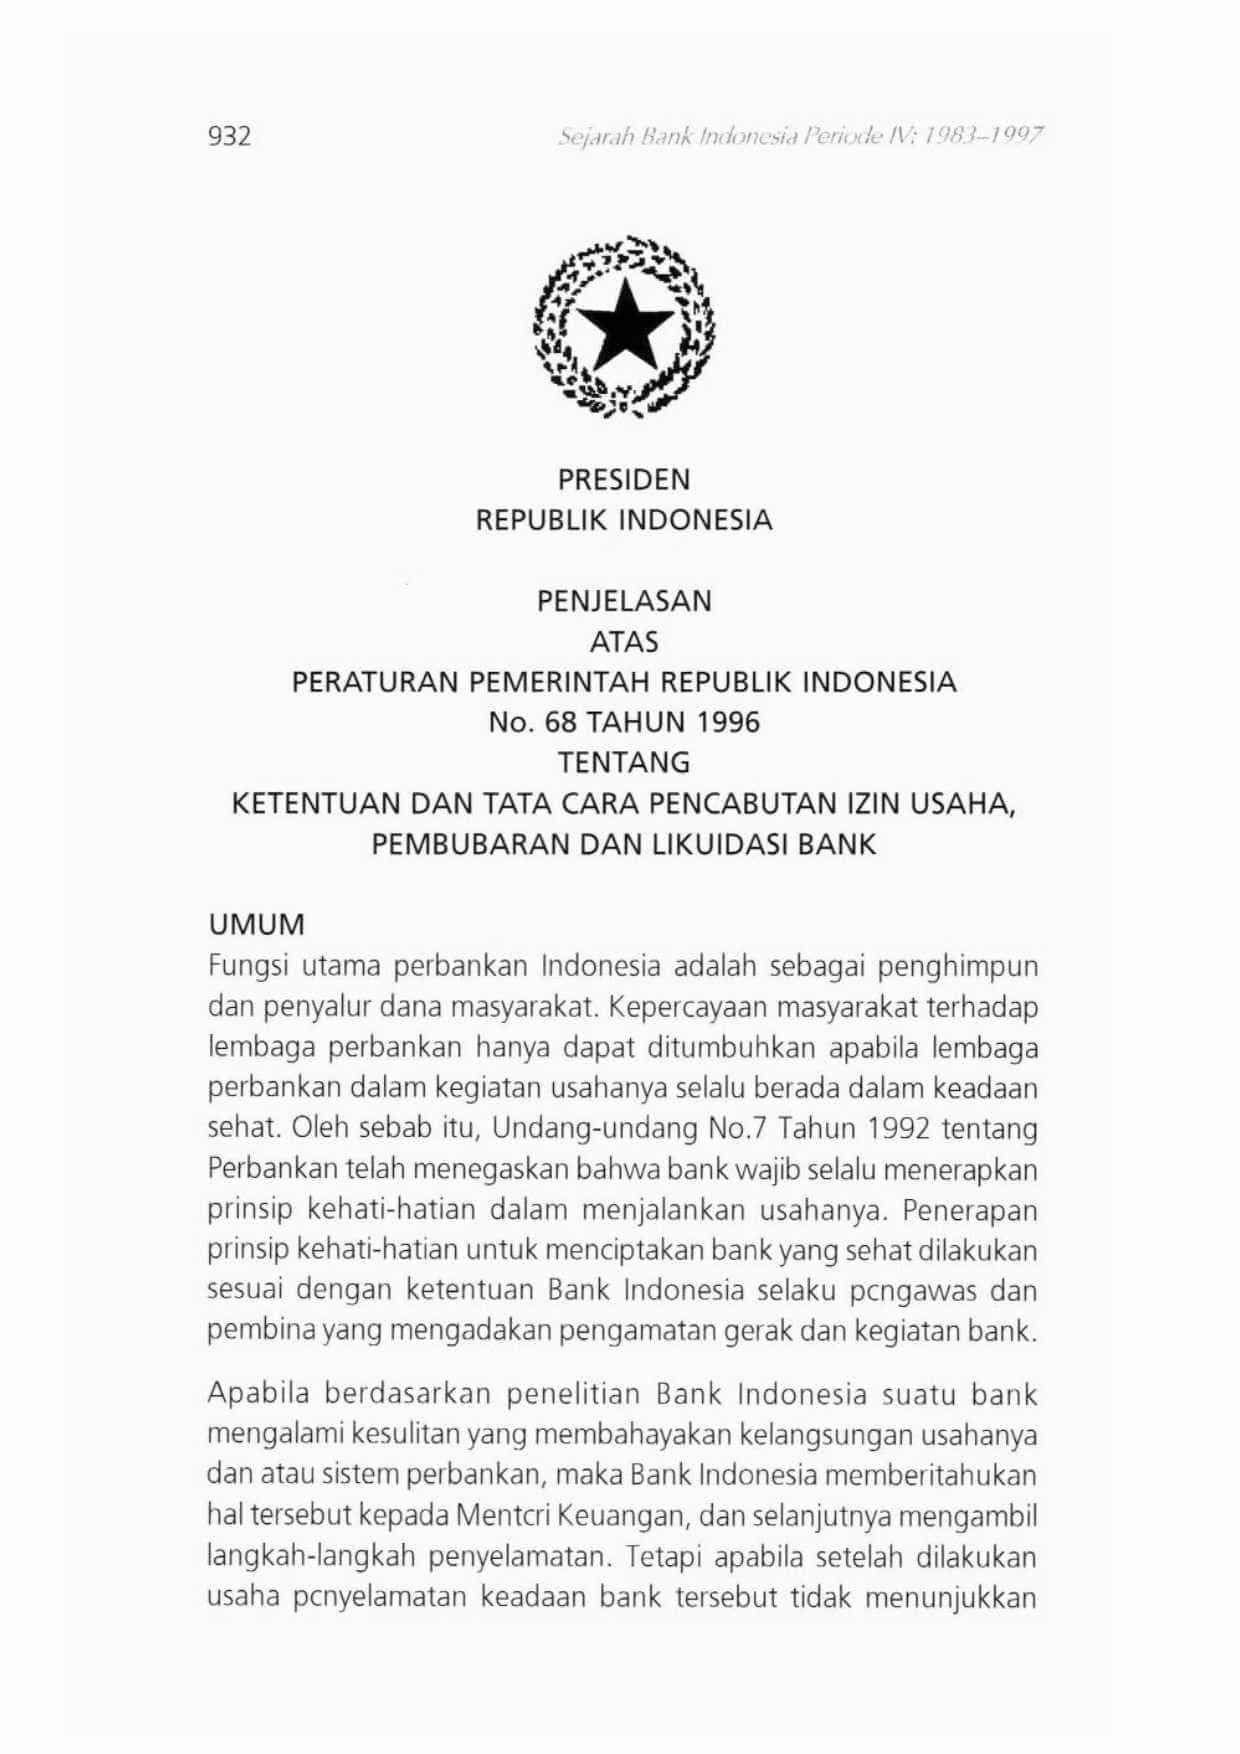 932
Sejarah Bank Indonesia Periode IV: 1983–1997
PRESIDEN
REPUBLIK INDONESIA
PENJELASAN
ATAS
PERATURAN PEMERINTAH REPUBLIK INDONESIA
No. 68 TAHUN 1996
TENTANG
KETENTUAN DAN TATA CARA PENCABUTAN IZIN USAHA,
PEMBUBARAN DAN LIKUIDASI BANK
UMUM
Fungsi utama perbankan Indonesia adalah sebagai penghimpun
dan penyalur dana masyarakat. Kepercayaan masyarakat terhadap
lembaga perbankan hanya dapat ditumbuhkan apabila lembaga
perbankan dalam kegiatan usahanya selalu berada dalam keadaan
sehat. Oleh sebab itu, Undang-undang No.7 Tahun 1992 tentang
Perbankan telah menegaskan bahwa bank wajib selalu menerapkan
prinsip kehati-hatian dalam menjalankan usahanya. Penerapan
prinsip kehati-hatian untuk menciptakan bank yang sehat dilakukan
sesuai dengan ketentuan Bank Indonesia selaku pcngawas dan
pembina yang mengadakan pengamatan gerak dan kegiatan bank.
Apabila berdasarkan penelitian Bank Indonesia suatu bank
mengalami kesulitan yang membahayakan kelangsungan usahanya
dan atau sistem perbankan, maka Bank Indonesia memberitahukan
hal tersebut kepada Mentcri Keuangan, dan selanjutnya mengambil
langkah-langkah penyelamatan. Tetapi apabila setelah dilakukan
usaha pcnyelamatan keadaan bank tersebut tidak menunjukkan